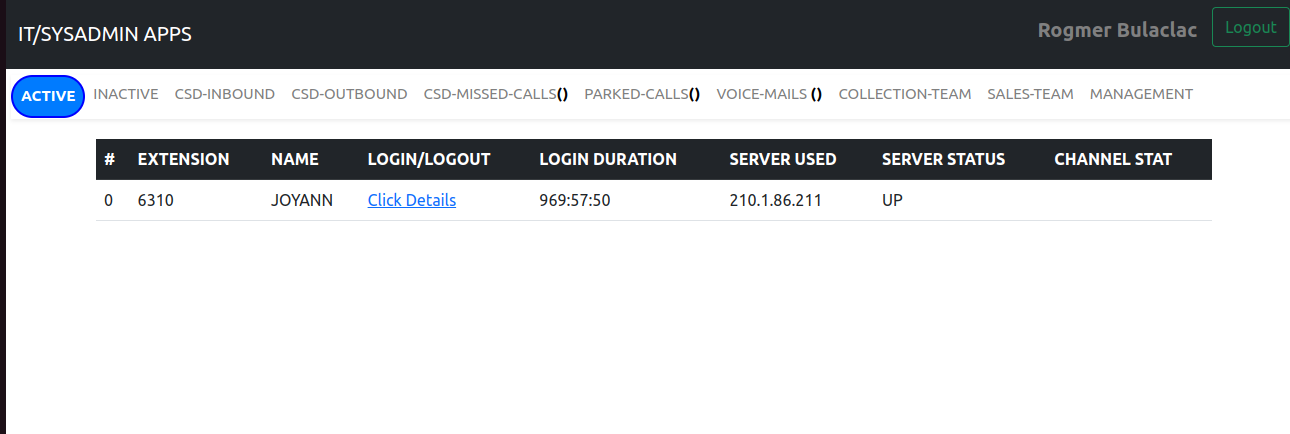 IT/SYSADMIN APPS
Rogmer Bulaclac Logout
ACTIVE INACTIVE CSD-INBOUND CSD-OUTBOUND CSD-MISSED-CALLS() PARKED-CALLS() VOICE-MAILS () COLLECTION-TEAM SALES-TEAM MANAGEMENT
# EXTENSION NAME LOGIN/LOGOUT LOGIN DURATION SERVER USED SERVER STATUS CHANNEL STAT
0 6310 JOYANN Click Details 969:57:50 210.1.86.211 UP